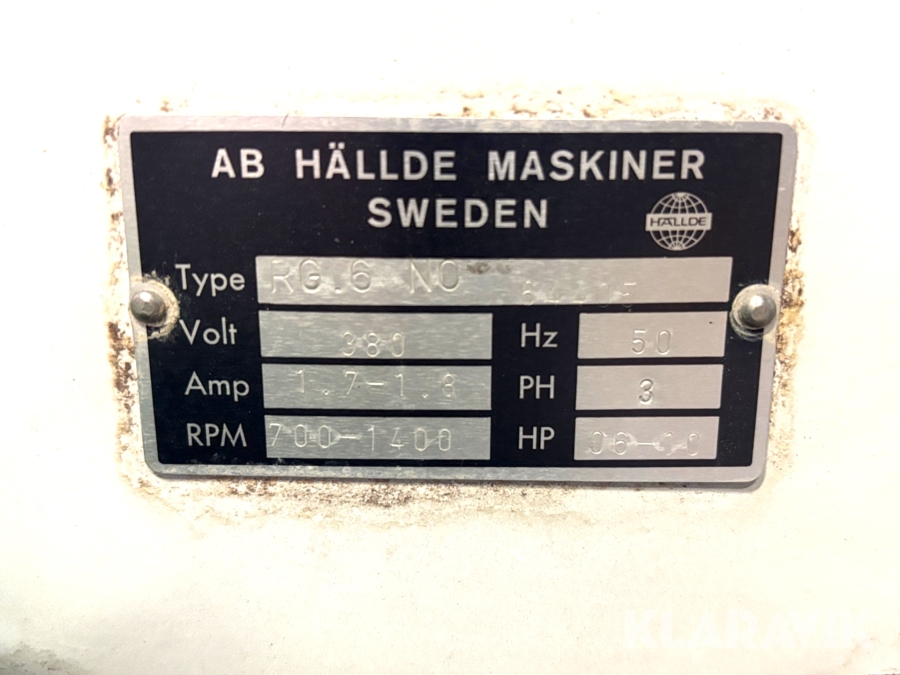 AB HÄLLDE MASKINER
SWEDEN
HÄLLDE
Type RG.6 NO
Volt 380 Hz 50
Amp 1.7-1.8 PH 3
RPM 700-1400 HP
KLARAVIK